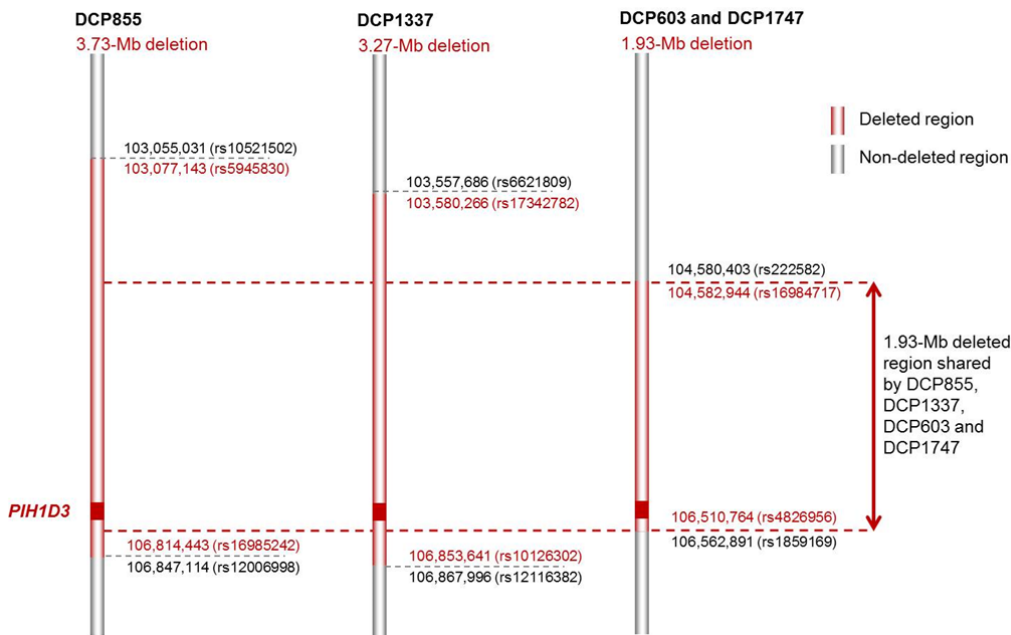 DCP855
3.73-Mb deletion
DCP1337
3.27-Mb deletion
DCP603 and DCP1747
1.93-Mb deletion
Deleted region
Non-deleted region
103,055,031 (rs10521502)
103,077,143 (rs5945830)
103,557,686 (rs6621809)
103,580,266 (rs17342782)
104,580,403 (rs222582)
104,582,944 (rs16984717)
1.93-Mb deleted
region shared
by DCP855,
DCP1337,
DCP603 and
DCP1747
PIH1D3
106,510,764 (rs4826956)
106,562,891 (rs1859169)
106,814,443 (rs16985242)
106,847,114 (rs12006998)
106,853,641 (rs10126302)
106,867,996 (rs12116382)